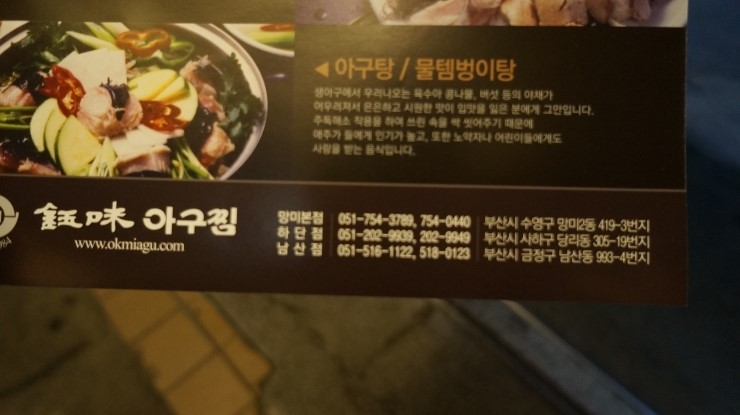 ◀ 아구탕 / 물템벙이탕
생아구에서 우러나오는 육수아 콩나물, 버섯 등의 야채가
어우러져서 은은하고 시원한 맛이 입맛을 잃은 분에게 그만입니다.
주독해소 작용을 하여 쓰린 속을 싹 씻어주기 때문에
애주가 들에게 인기가 높고, 또한 노약자나 어린이들에게도
사랑을 받는 음식입니다.
鈺味 아구찜
www.okmiagu.com
망미본점 051-754-3789, 754-0440 부산시 수영구 망미2동 419-3번지
하단점 051-202-9939, 202-9949 부산시 사하구 당리동 305-19번지
남산점 051-516-1122, 518-0123 부산시 금정구 남산동 993-4번지